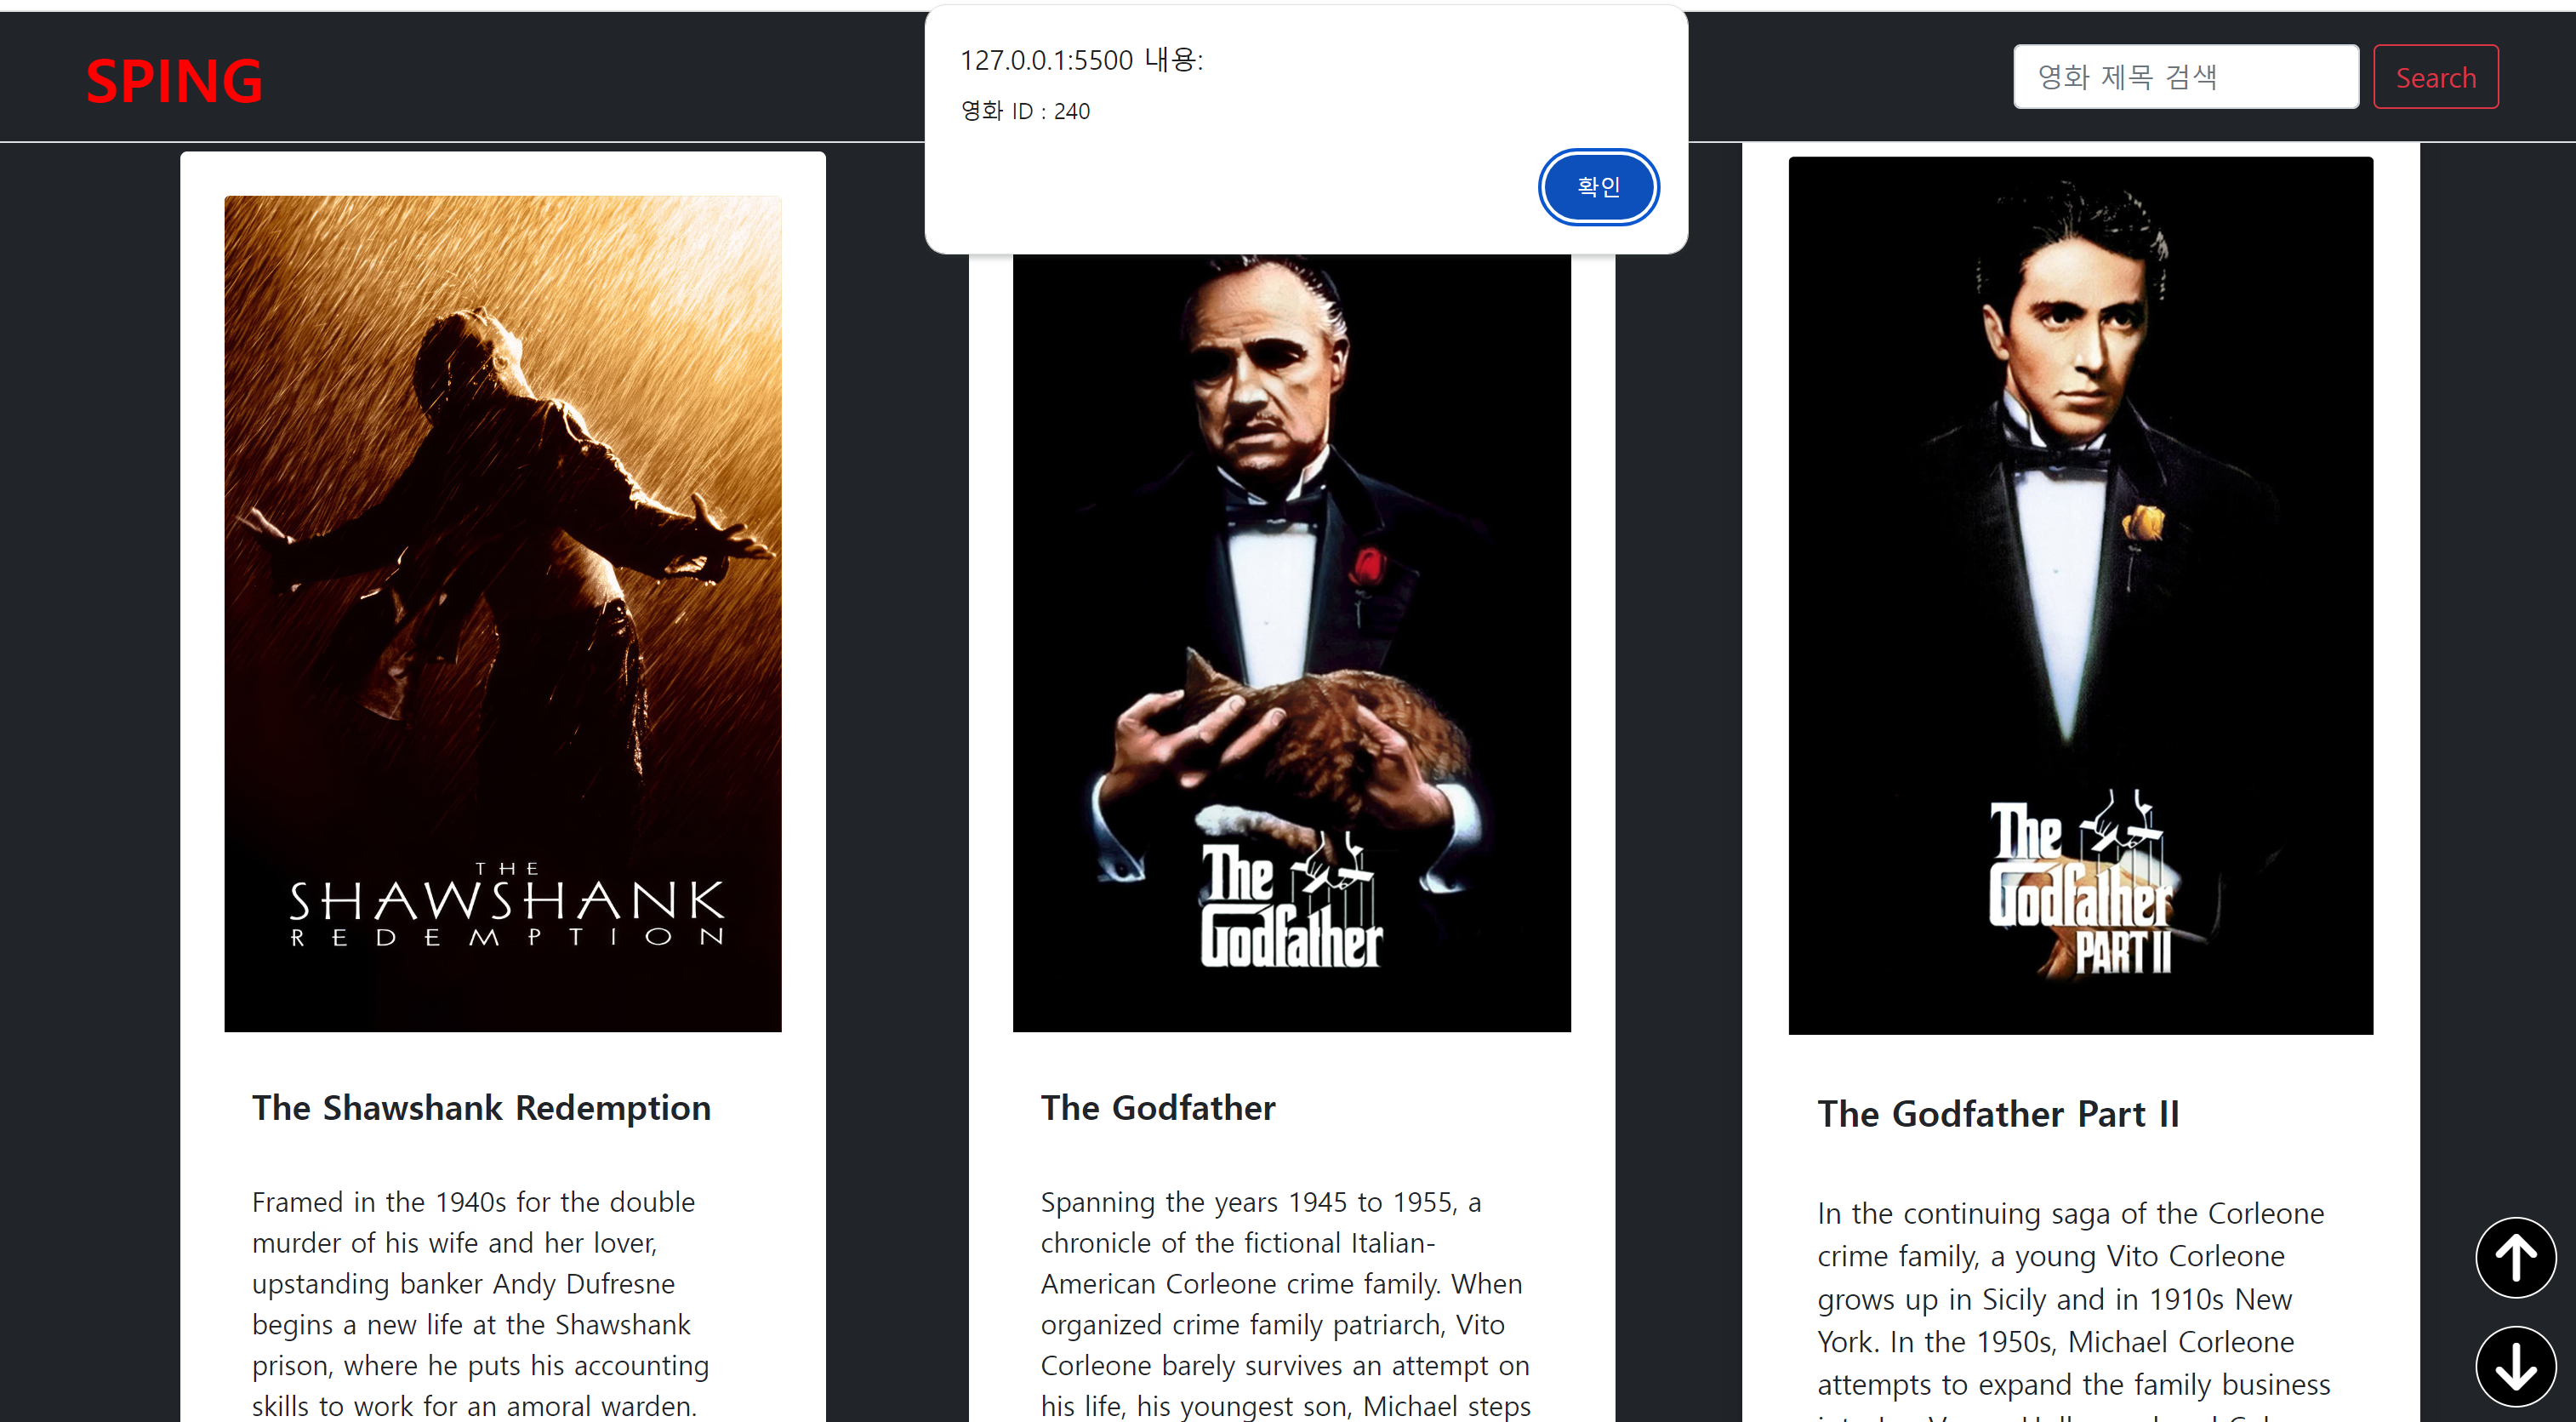 SPING
127.0.0.1:5500 내용:
영화 ID : 240
확인
영화 제목 검색
Search
THE
SHAWSHANK
REDEMPTION
The Shawshank Redemption
Framed in the 1940s for the double
murder of his wife and her lover,
upstanding banker Andy Dufresne
begins a new life at the Shawshank
prison, where he puts his accounting
skills to work for an amoral warden.
The
Godfather
The Godfather
Spanning the years 1945 to 1955, a
chronicle of the fictional Italian-
American Corleone crime family. When
organized crime family patriarch, Vito
Corleone barely survives an attempt on
his life, his youngest son, Michael steps
The
Godfather
PART II
The Godfather Part II
In the continuing saga of the Corleone
crime family, a young Vito Corleone
grows up in Sicily and in 1910s New
York. In the 1950s, Michael Corleone
attempts to expand the family business